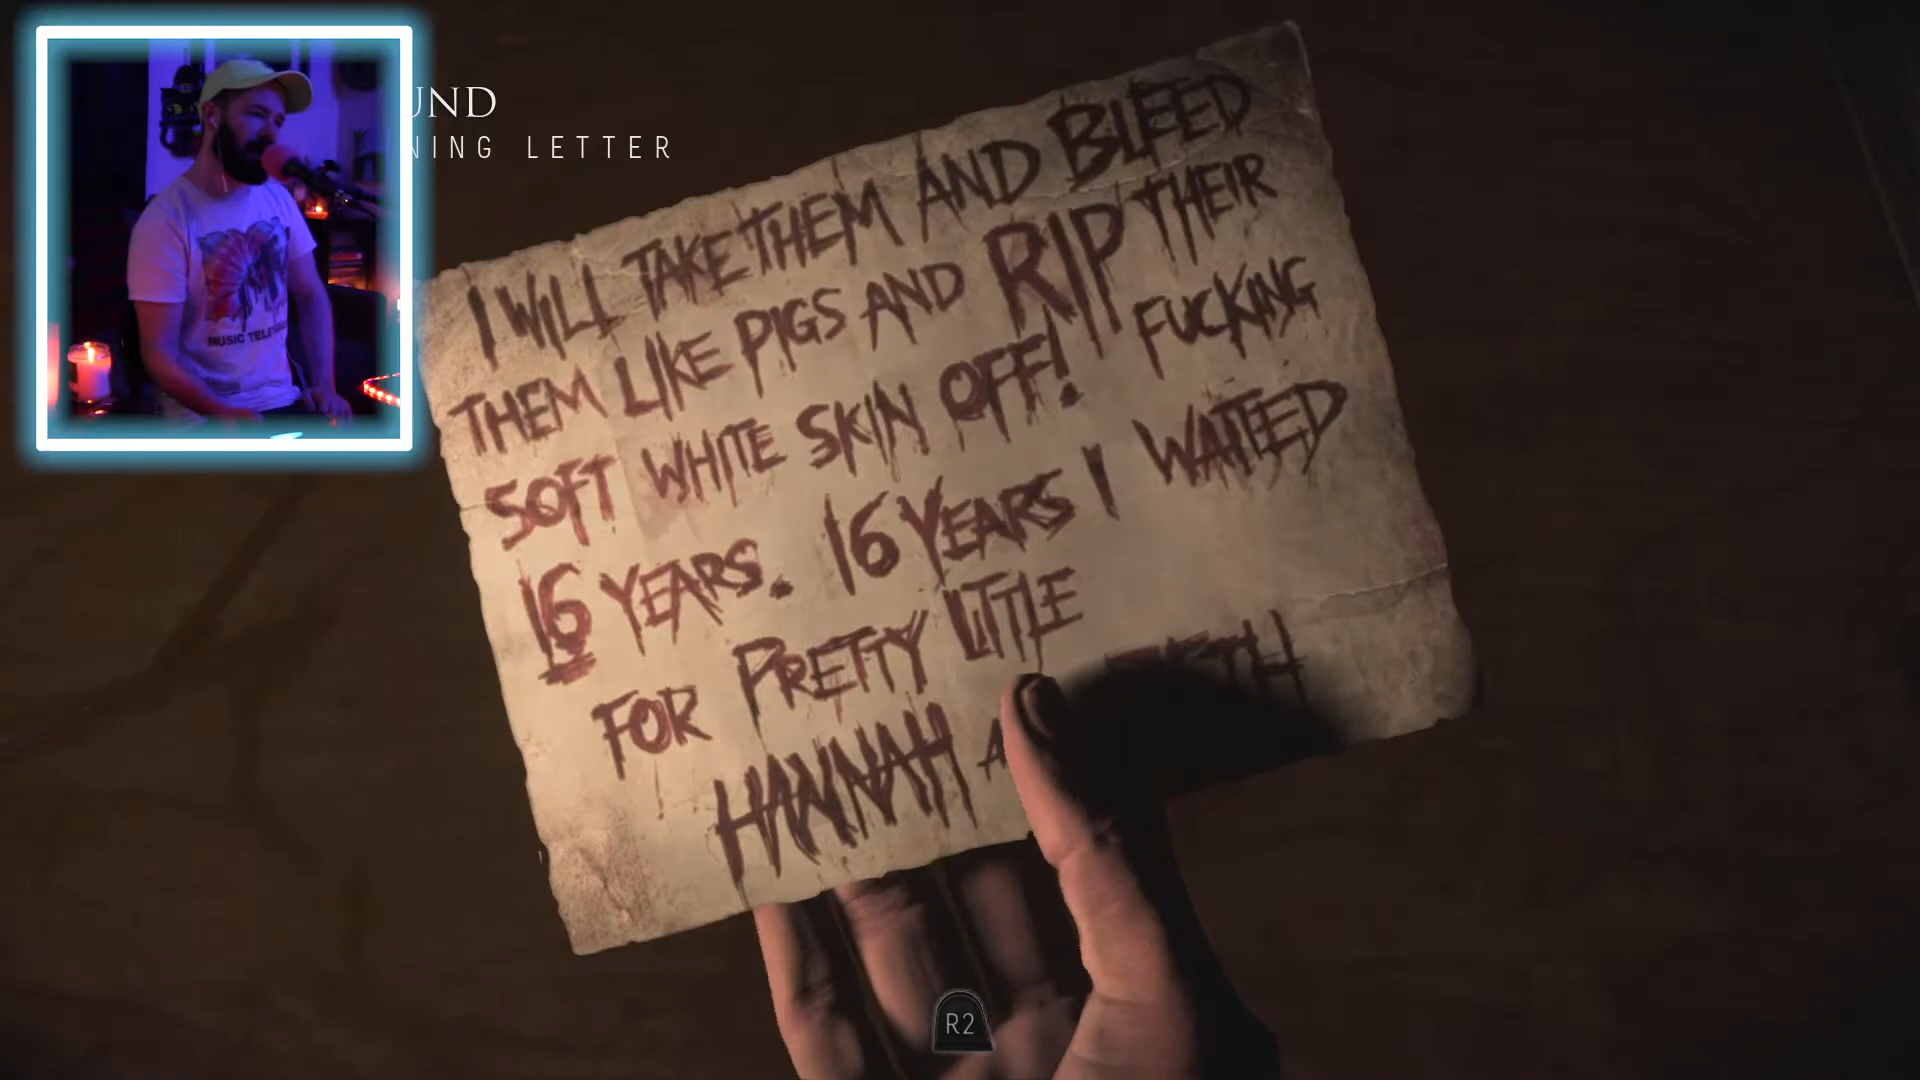 UND
NING LETTER
MUSIC TELEV
I WILL TAKE THEM AND BLEED
THEM LIKE PIGS AND RIP THEIR
SOFT WHITE SKIN OFF! FUCKING
16 YEARS. 16 YEARS I WAITED
FOR PRETTY LITTLE
HANNAH
R2